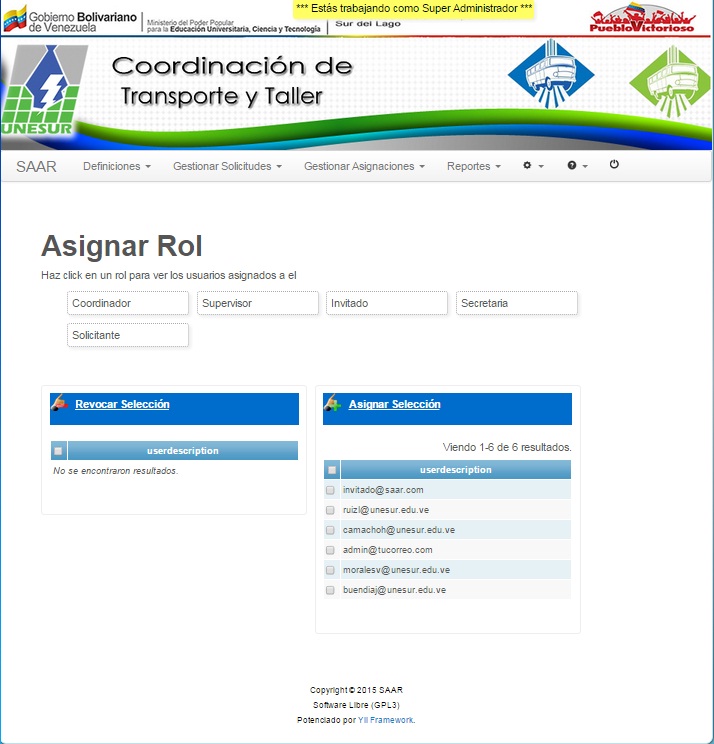 *** Estás trabajando como Super Administrador ***
Gobierno Bolivariano
de Venezuela
Ministerio del Poder Popular
para la Educación Universitaria, Ciencia y Tecnología
Sur del Lago
PuebloVictorioso
Coordinación de
Transporte y Taller
UNESUR
SAAR Definiciones Gestionar Solicitudes Gestionar Asignaciones Reportes
Asignar Rol
Haz click en un rol para ver los usuarios asignados a el
Coordinador Supervisor Invitado Secretaria
Solicitante
Revocar Selección
userdescription
No se encontraron resultados.
Asignar Selección
Viendo 1-6 de 6 resultados.
userdescription
invitado@saar.com
ruizl@unesur.edu.ve
camachoh@unesur.edu.ve
admin@tucorreo.com
moralesv@unesur.edu.ve
buendiaj@unesur.edu.ve
Copyright © 2015 SAAR
Software Libre (GPL3)
Potenciado por Yii Framework.